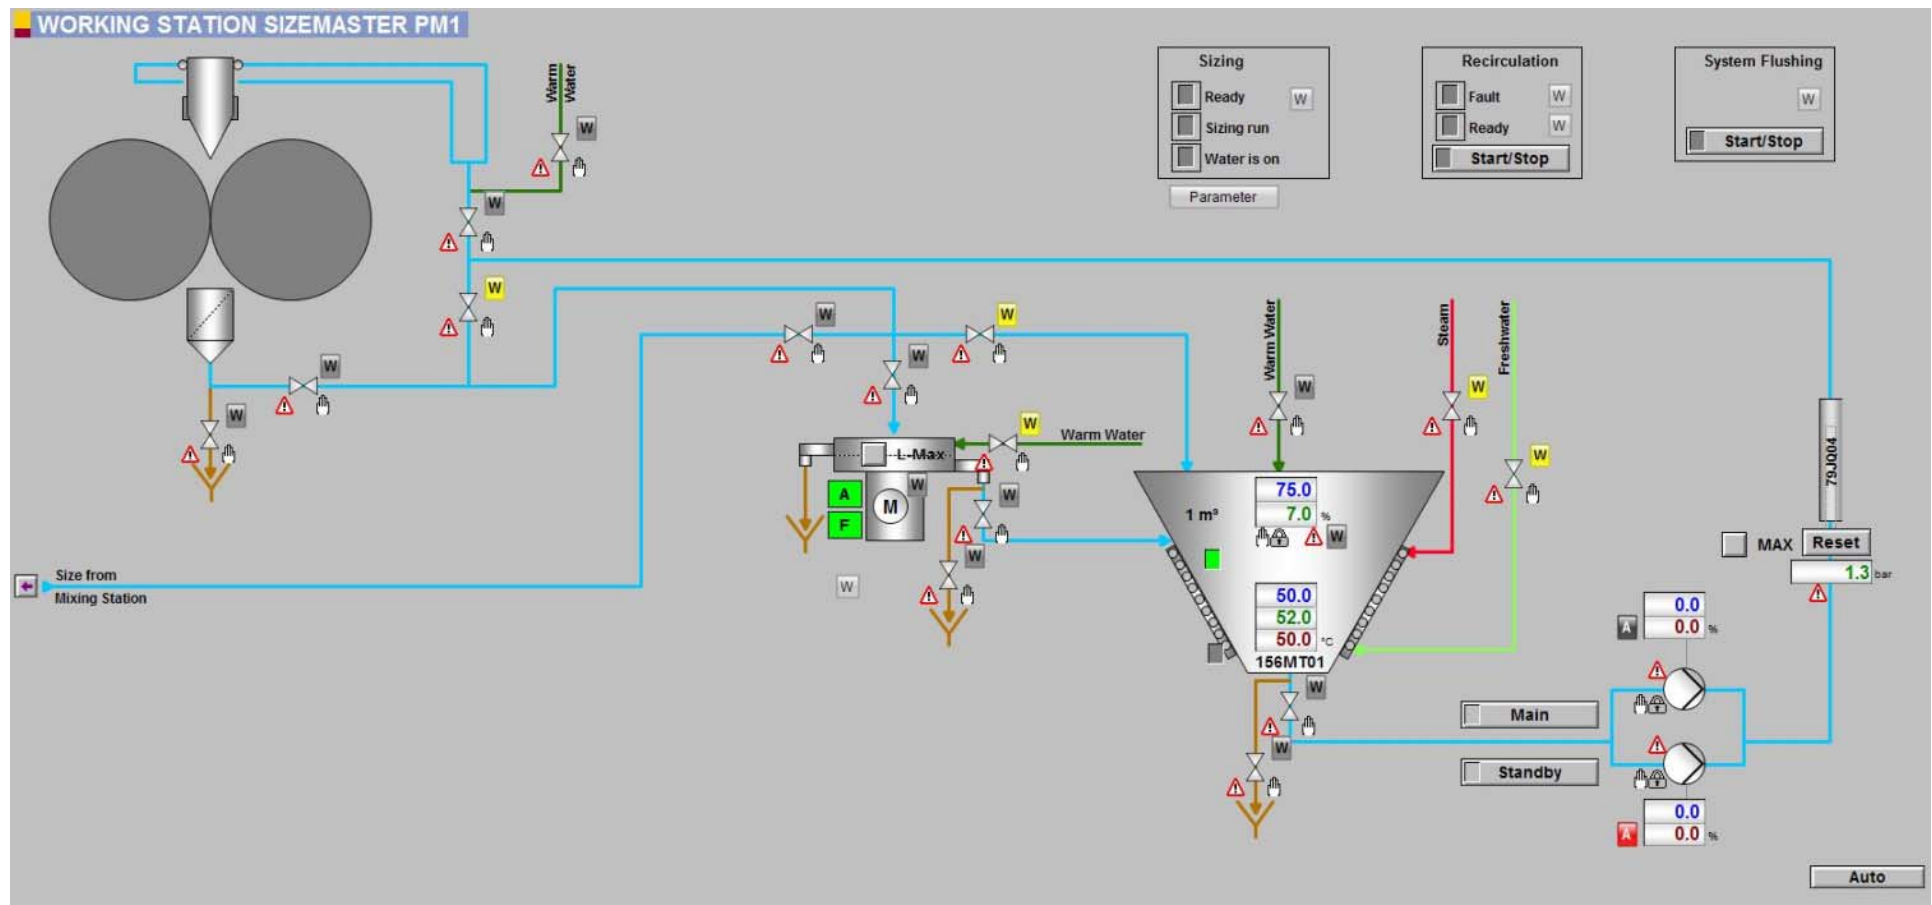 WORKING STATION SIZEMASTER PM1
Sizing
Ready
W
Sizing run
Water is on
Parameter
Recirculation
Fault
W
Ready
W
Start/Stop
System Flushing
W
Start/Stop
Warm
Water
W
W
W
W
W
W
W
W
Warm Water
W
Steam
W
Freshwater
W
W
Warm Water
L-Max
W
A
M
F
W
W
W
Size from
Mixing Station
1 m³
75.0
7.0 %
W
50.0
52.0
50.0 °C
156MT01
W
W
79JQ04
MAX
Reset
1.3 bar
0.0
A
0.0 %
Main
Standby
0.0
A
0.0 %
Auto